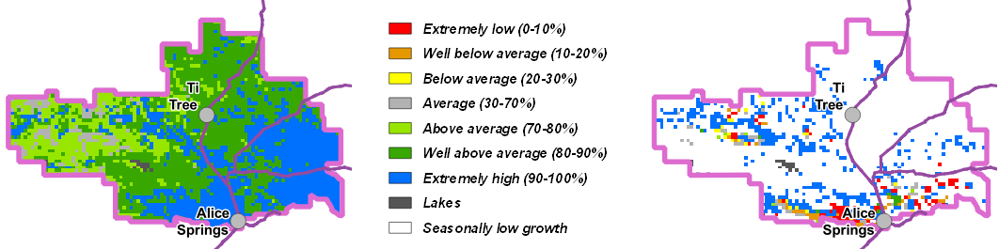 Ti
Tree
Alice
Springs
Extremely low (0-10%)
Well below average (10-20%)
Below average (20-30%)
Average (30-70%)
Above average (70-80%)
Well above average (80-90%)
Extremely high (90-100%)
Lakes
Seasonally low growth
Ti
Tree
Alice
Springs